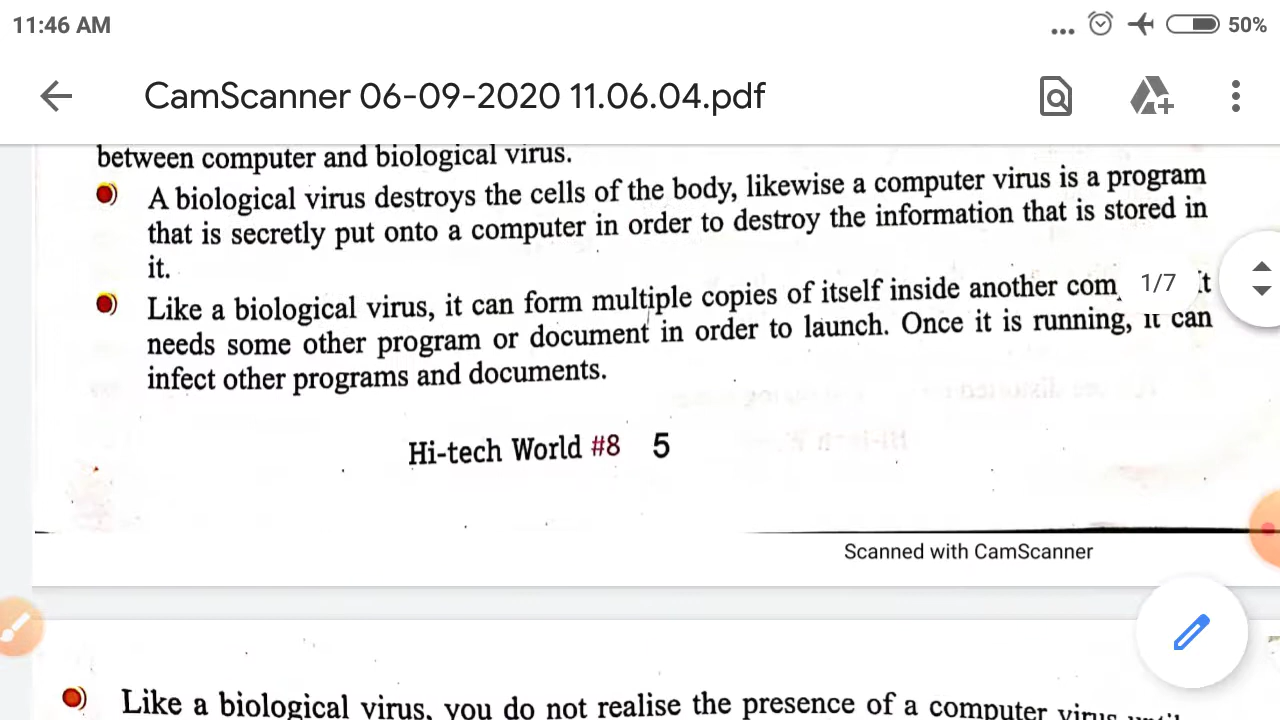 11:46 AM
... 50%
CamScanner 06-09-2020 11.06.04.pdf
between computer and biological virus.
A biological virus destroys the cells of the body, likewise a computer virus is a program
that is secretly put onto a computer in order to destroy the information that is stored in
it.
Like a biological virus, it can form multiple copies of itself inside another com
1/7
needs some other program or document in order to launch. Once it is running, it can
infect other programs and documents.
Hi-tech World #8 5
Scanned with CamScanner
Like a biological virus, you do not realise the presence of a computer virus